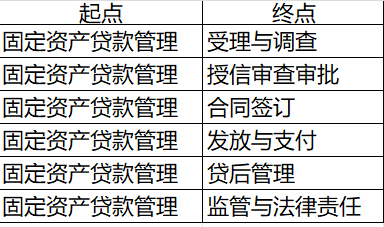 起点 终点
固定资产贷款管理 受理与调查
固定资产贷款管理 授信审查审批
固定资产贷款管理 合同签订
固定资产贷款管理 发放与支付
固定资产贷款管理 贷后管理
固定资产贷款管理 监管与法律责任